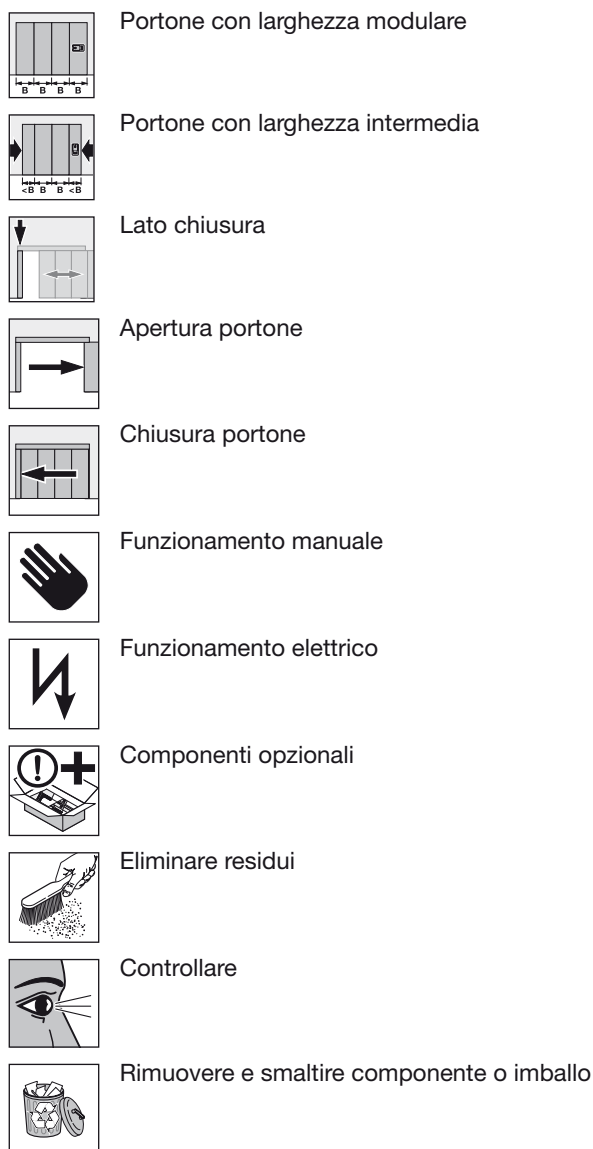 Portone con larghezza modulare
B B B B
Portone con larghezza intermedia
<B B B <B
Lato chiusura
Apertura portone
Chiusura portone
Funzionamento manuale
Funzionamento elettrico
Componenti opzionali
Eliminare residui
Controllare
Rimuovere e smaltire componente o imballo